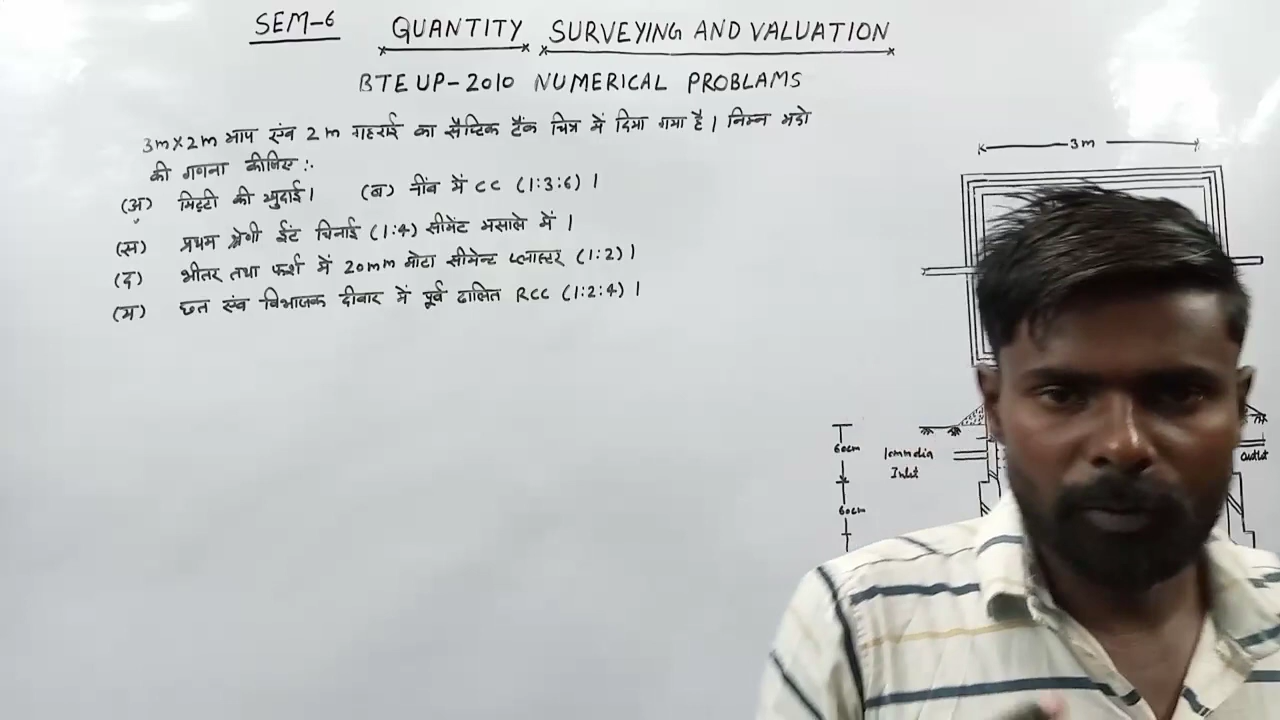 SEM-6 QUANTITY SURVEYING AND VALUATION
BTE UP-2010 NUMERICAL PROBLAMS
3m×2m माप एंव 2m गहराई का सैप्टिक टैंक चित्र में दिया गया है। निम्न मदो
की गणना कीजिए :-
(अ) मिट्टी की खुदाई। (ब) नींव में CC (1:3:6)।
(स) प्रथम श्रेणी ईंट चिनाई (1:4) सीमेंट मसाले में।
(द) भीतर तथा फर्श में 20mm मोटा सीमेन्ट प्लास्टर (1:2)।
(य) छत एंव विभाजक दीवार में पूर्व ढालित RCC (1:2:4)।
3m
60cm
dia
Inlet
Outlet
60cm